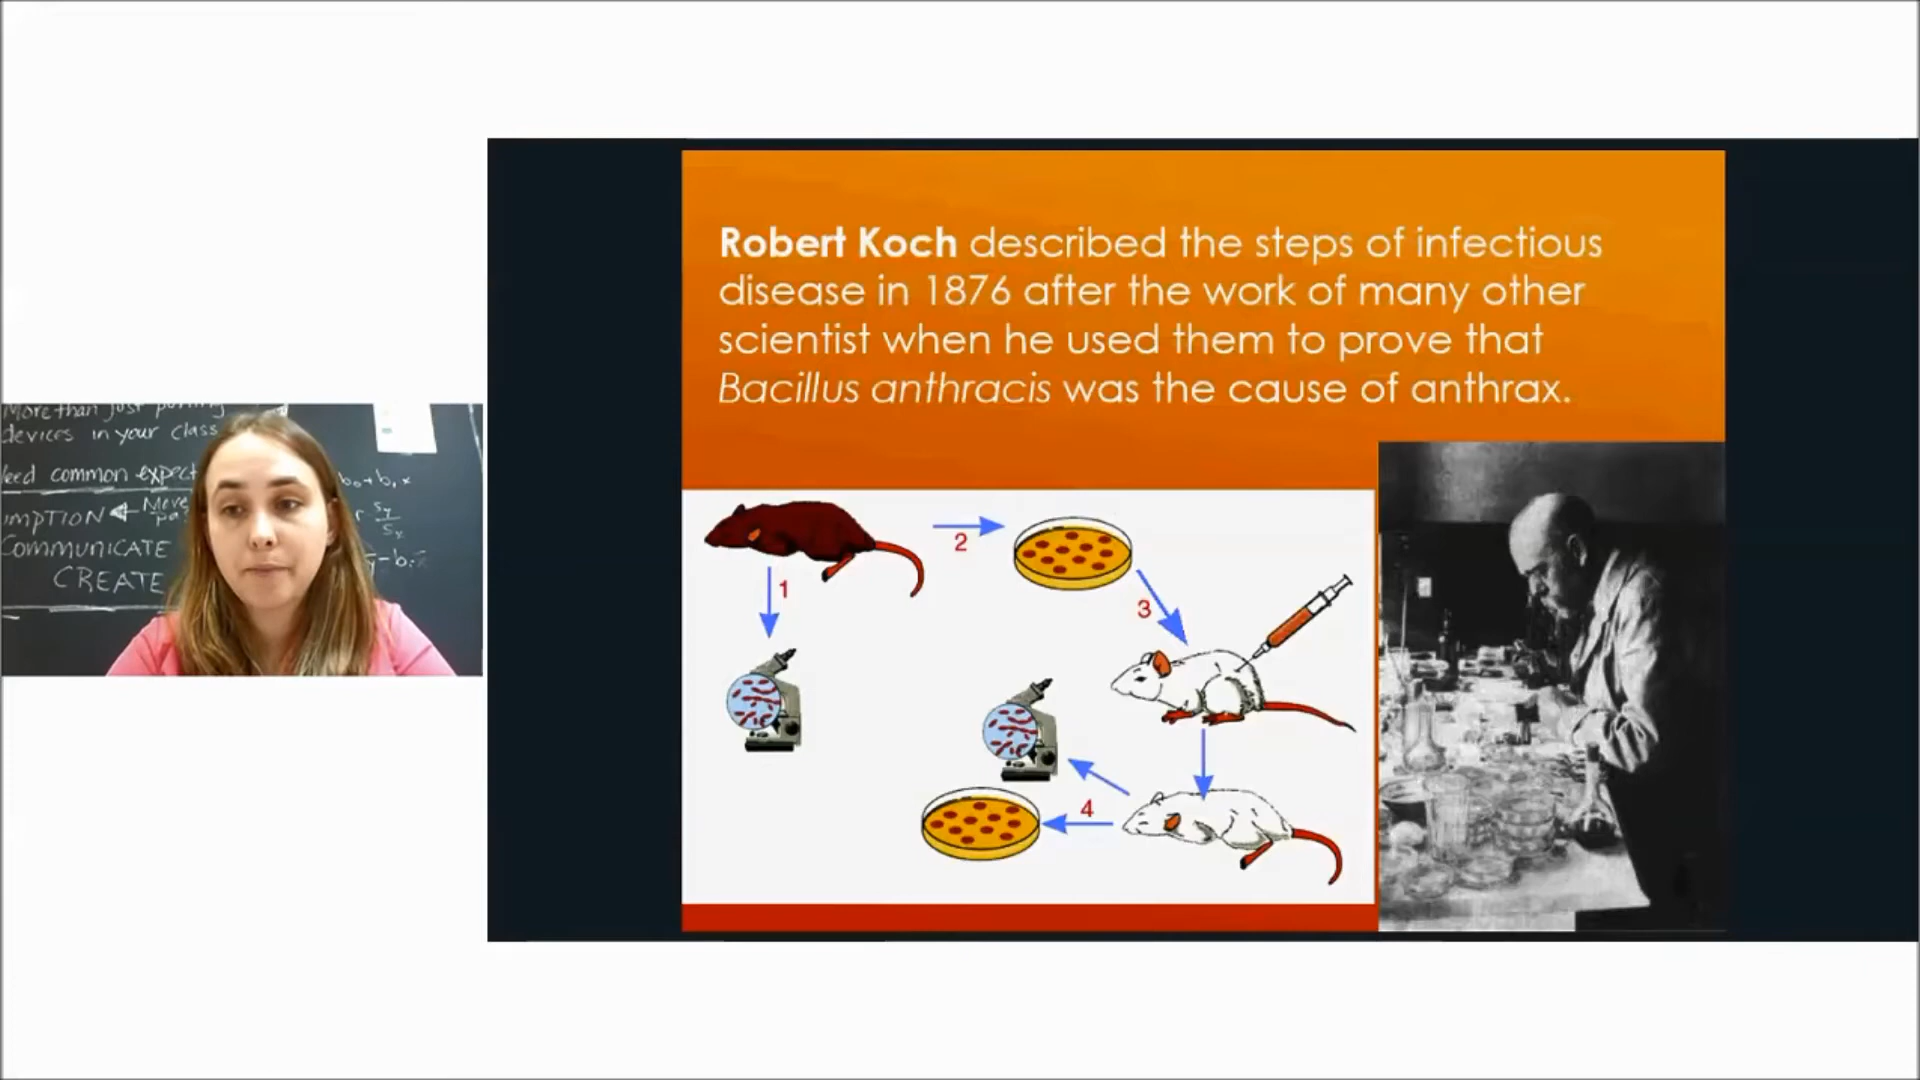 More than just putting
devices in your class
need common expect
MPTION ← Move
COMMUNICATE
CREATE
Robert Koch described the steps of infectious
disease in 1876 after the work of many other
scientist when he used them to prove that
Bacillus anthracis was the cause of anthrax.
2
1
3
4